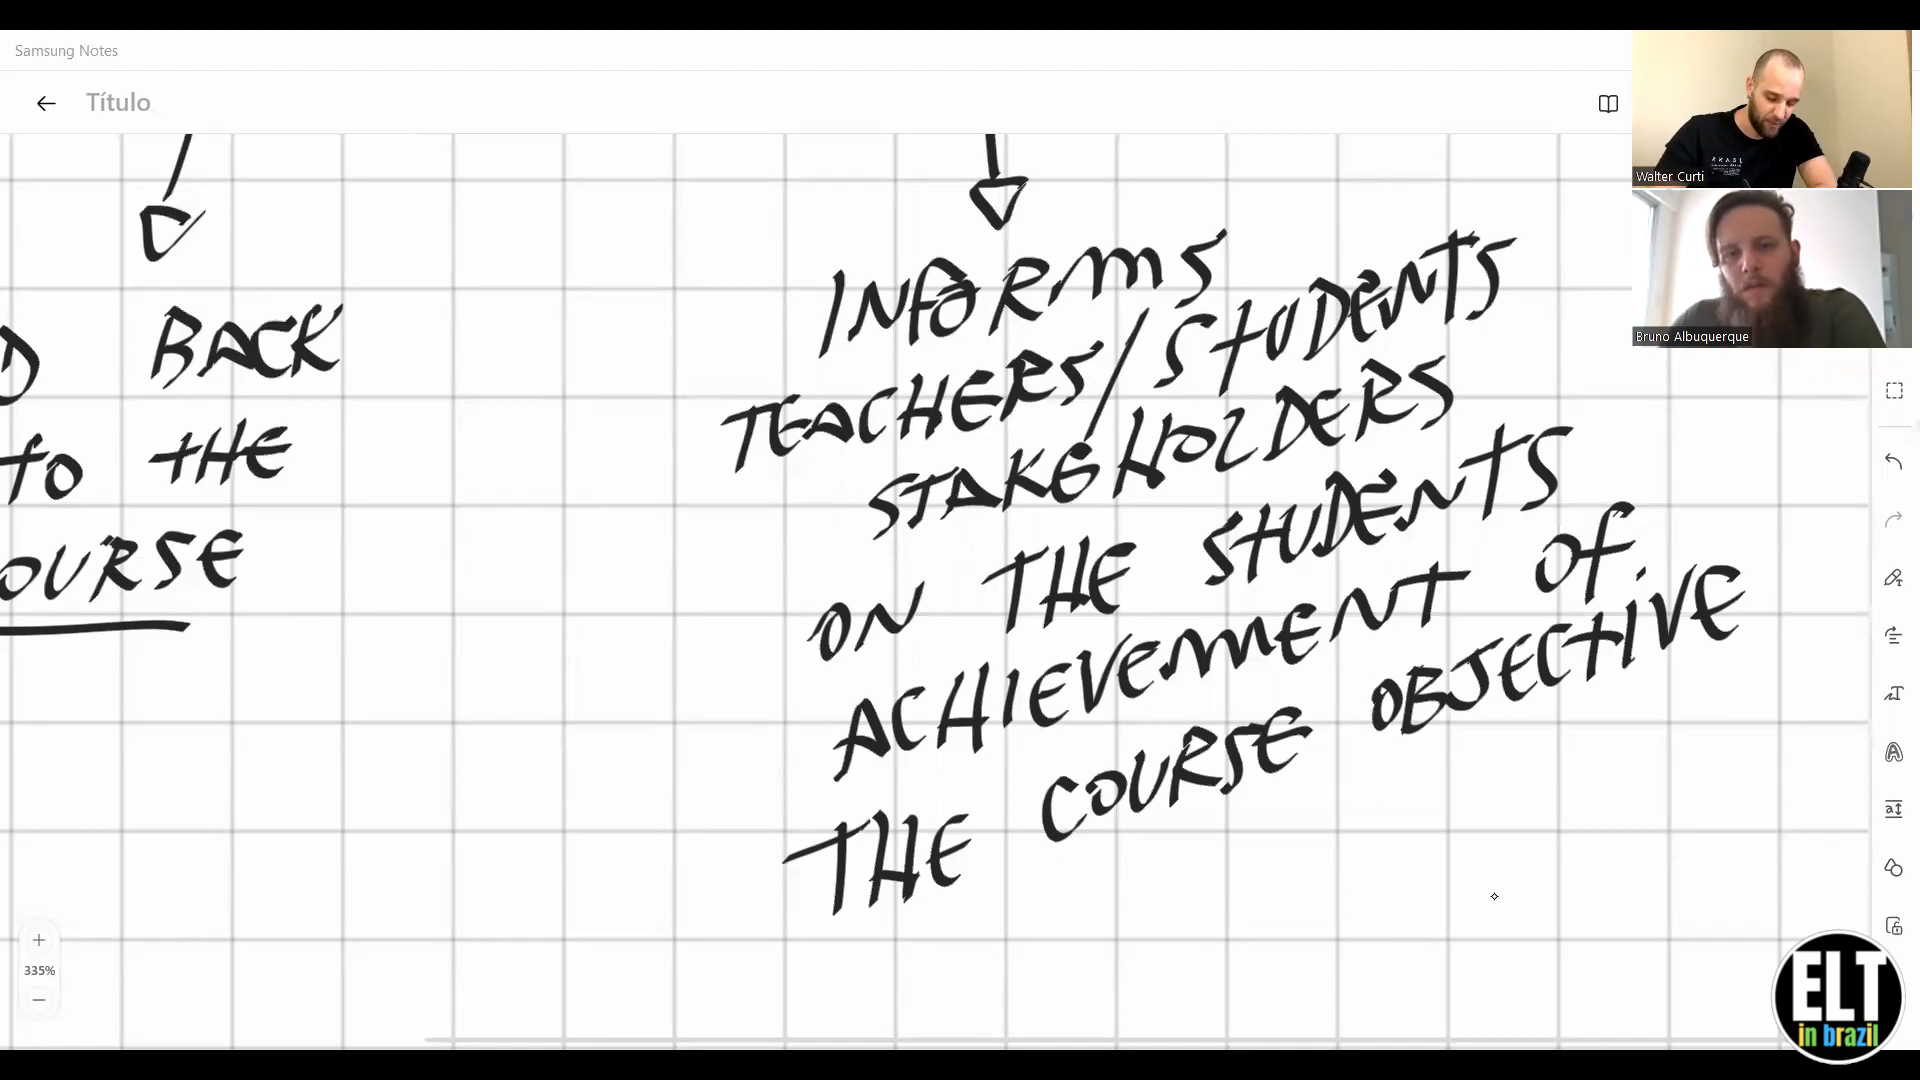 Samsung Notes
Título
BACK
to THE
OURSE
INFORMS
TEACHERS/STUDENTS
STAKEHOLDERS
ON THE STUDENTS
ACHIEVEMENT OF
THE COURSE OBJECTIVE
Walter Curti
Bruno Albuquerque
335%
ELT
in brazil